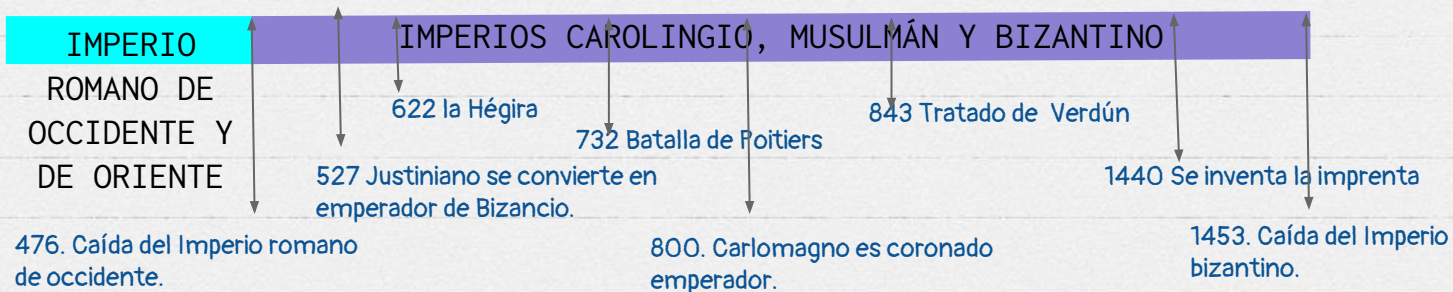 IMPERIO
ROMANO DE
OCCIDENTE Y
DE ORIENTE
IMPERIOS CAROLINGIO, MUSULMÁN Y BIZANTINO
476. Caída del Imperio romano
de occidente.
527 Justiniano se convierte en
emperador de Bizancio.
622 la Hégira
732 Batalla de Poitiers
800. Carlomagno es coronado
emperador.
843 Tratado de Verdún
1440 Se inventa la imprenta
1453. Caída del Imperio
bizantino.